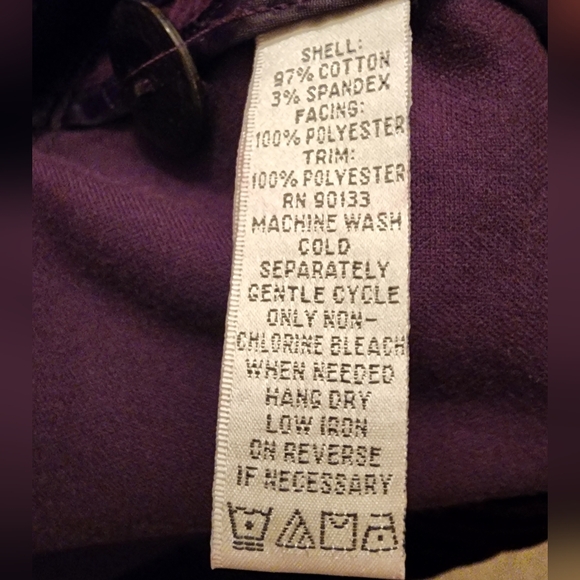 SHELL:
97% COTTON
3% SPANDEX
FACING:
100% POLYESTER
TRIM:
100% POLYESTER
RN 90133
MACHINE WASH
COLD
SEPARATELY
GENTLE CYCLE
ONLY NON-
CHLORINE BLEACH
WHEN NEEDED
HANG DRY
LOW IRON
ON REVERSE
IF NECESSARY